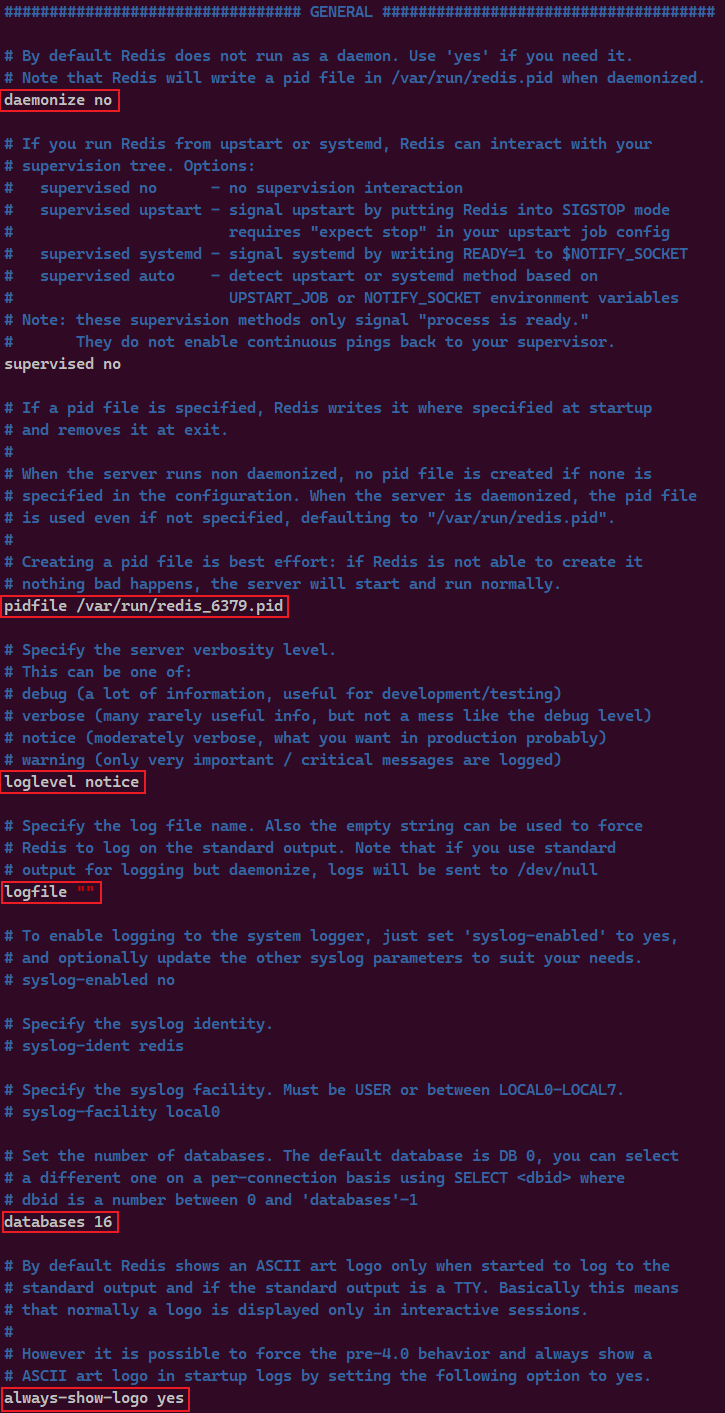 ################################# GENERAL #####################################

# By default Redis does not run as a daemon. Use 'yes' if you need it.
# Note that Redis will write a pid file in /var/run/redis.pid when daemonized.
daemonize no

# If you run Redis from upstart or systemd, Redis can interact with your
# supervision tree. Options:
#   supervised no      - no supervision interaction
#   supervised upstart - signal upstart by putting Redis into SIGSTOP mode
#                        requires "expect stop" in your upstart job config
#   supervised systemd - signal systemd by writing READY=1 to $NOTIFY_SOCKET
#   supervised auto    - detect upstart or systemd method based on
#                        UPSTART_JOB or NOTIFY_SOCKET environment variables
# Note: these supervision methods only signal "process is ready."
#       They do not enable continuous pings back to your supervisor.
supervised no

# If a pid file is specified, Redis writes it where specified at startup
# and removes it at exit.
#
# When the server runs non daemonized, no pid file is created if none is
# specified in the configuration. When the server is daemonized, the pid file
# is used even if not specified, defaulting to "/var/run/redis.pid".
#
# Creating a pid file is best effort: if Redis is not able to create it
# nothing bad happens, the server will start and run normally.
pidfile /var/run/redis_6379.pid

# Specify the server verbosity level.
# This can be one of:
# debug (a lot of information, useful for development/testing)
# verbose (many rarely useful info, but not a mess like the debug level)
# notice (moderately verbose, what you want in production probably)
# warning (only very important / critical messages are logged)
loglevel notice

# Specify the log file name. Also the empty string can be used to force
# Redis to log on the standard output. Note that if you use standard
# output for logging but daemonize, logs will be sent to /dev/null
logfile ""

# To enable logging to the system logger, just set 'syslog-enabled' to yes,
# and optionally update the other syslog parameters to suit your needs.
# syslog-enabled no

# Specify the syslog identity.
# syslog-ident redis

# Specify the syslog facility. Must be USER or between LOCAL0-LOCAL7.
# syslog-facility local0

# Set the number of databases. The default database is DB 0, you can select
# a different one on a per-connection basis using SELECT <dbid> where
# dbid is a number between 0 and 'databases'-1
databases 16

# By default Redis shows an ASCII art logo only when started to log to the
# standard output and if the standard output is a TTY. Basically this means
# that normally a logo is displayed only in interactive sessions.
#
# However it is possible to force the pre-4.0 behavior and always show a
# ASCII art logo in startup logs by setting the following option to yes.
always-show-logo yes